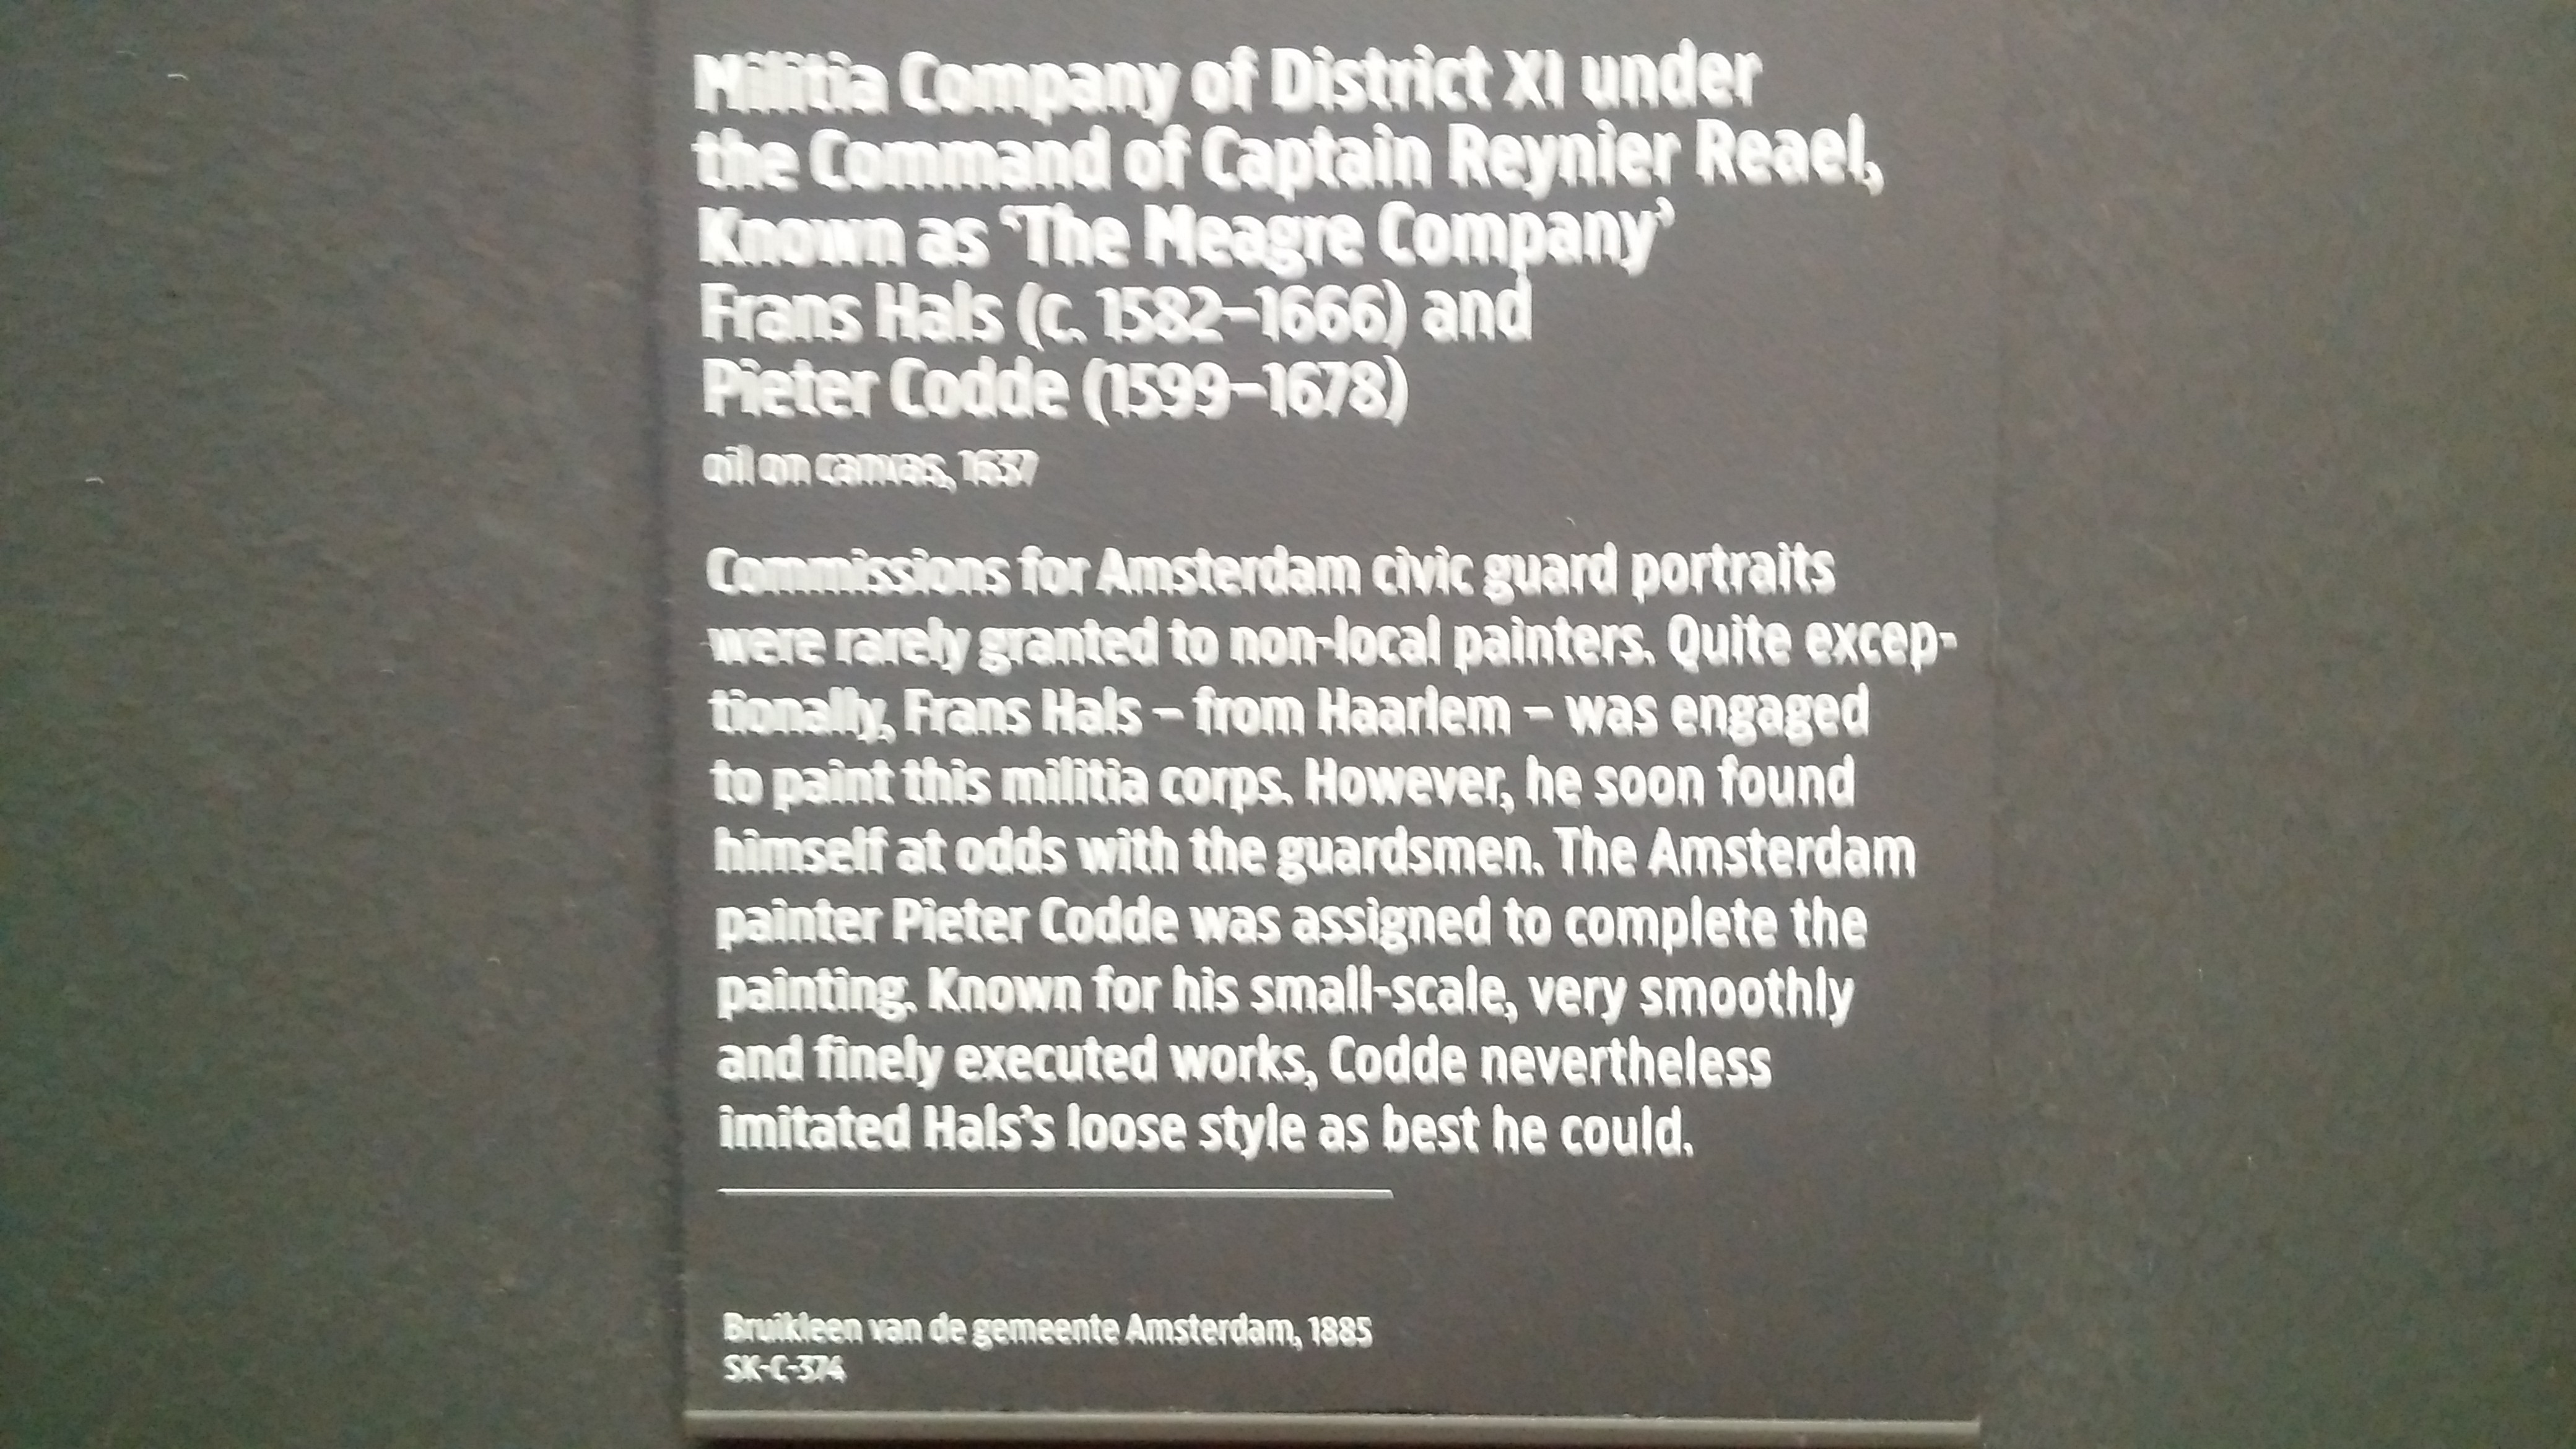 Militia Company of District XI under
the Command of Captain Reynier Reael,
Known as ‘The Meagre Company’
Frans Hals (c. 1582–1666) and
Pieter Codde (1599–1678)
oil on canvas, 1637
Commissions for Amsterdam civic guard portraits
were rarely granted to non-local painters. Quite excep-
tionally, Frans Hals – from Haarlem – was engaged
to paint this militia corps. However, he soon found
himself at odds with the guardsmen. The Amsterdam
painter Pieter Codde was assigned to complete the
painting. Known for his small-scale, very smoothly
and finely executed works, Codde nevertheless
imitated Hals’s loose style as best he could.
Bruikleen van de gemeente Amsterdam, 1885
SK-C-374